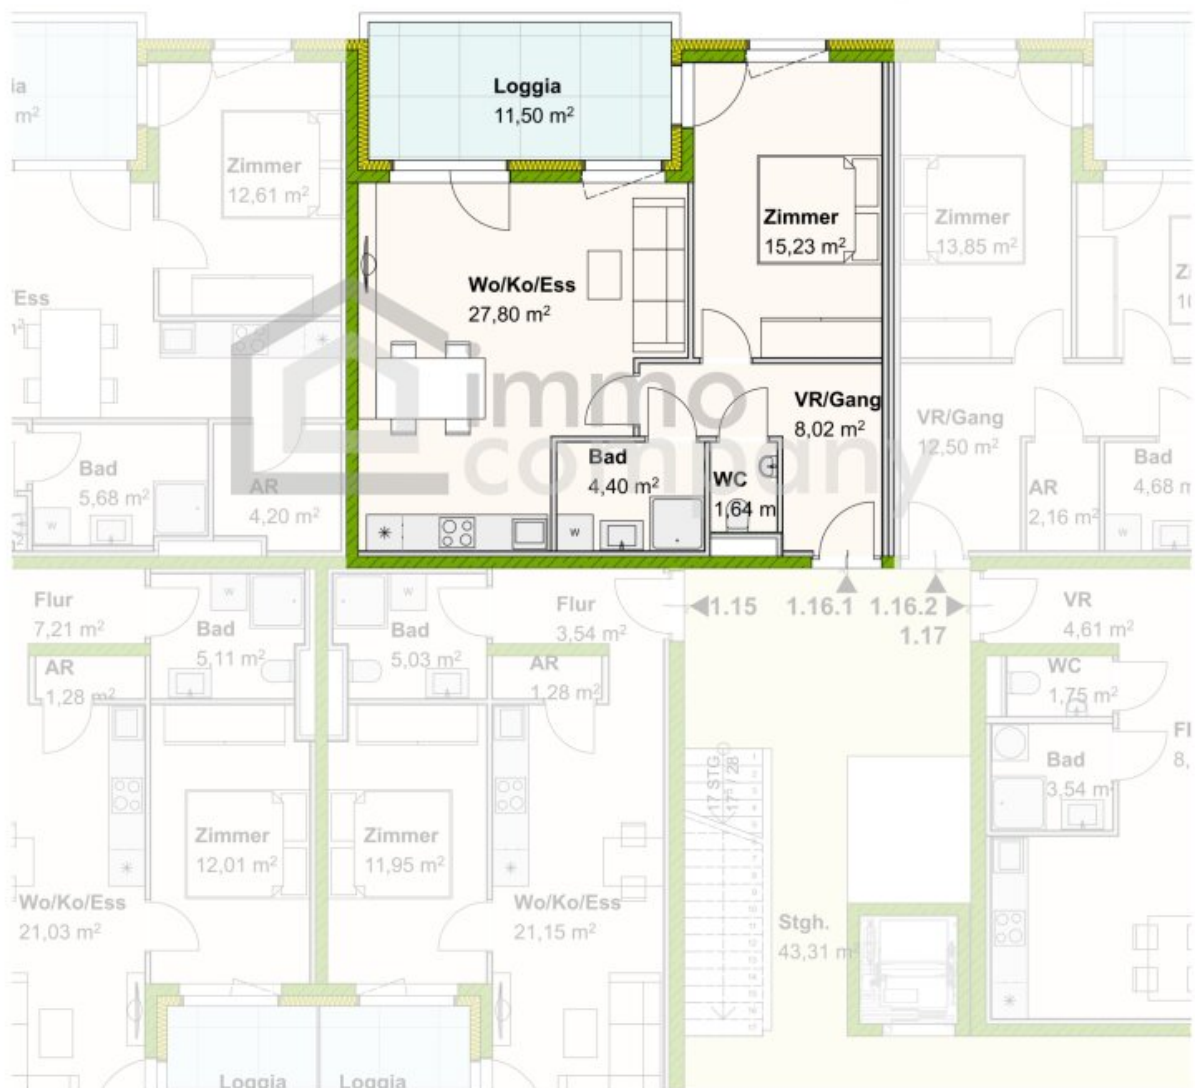 Loggia
11,50 m²
ia
m²
Zimmer
12,61 m²
Zimmer
15,23 m²
Zimmer
13,85 m²
Wo/Ko/Ess
27,80 m²
Ess
immo
company
VR/Gang
8,02 m²
VR/Gang
12,50 m²
Bad
5,68 m²
AR
4,20 m²
Bad
4,40 m²
WC
1,64 m
AR
2,16 m²
Bad
4,68 m
W
W
W
Flur
7,21 m²
Bad
5,11 m²
W
AR
1,28 m²
Bad
5,03 m²
Flur
3,54 m²
AR
1,28 m²
1.15
1.16.1
1.16.2
1.17
VR
4,61 m²
WC
1,75 m²
Bad
3,54 m²
Fl
8,
17 STG
17⁵ / 28
Zimmer
12,01 m²
Zimmer
11,95 m²
Wo/Ko/Ess
21,03 m²
Wo/Ko/Ess
21,15 m²
Stgh.
43,31 m²
Loggia
Loggia